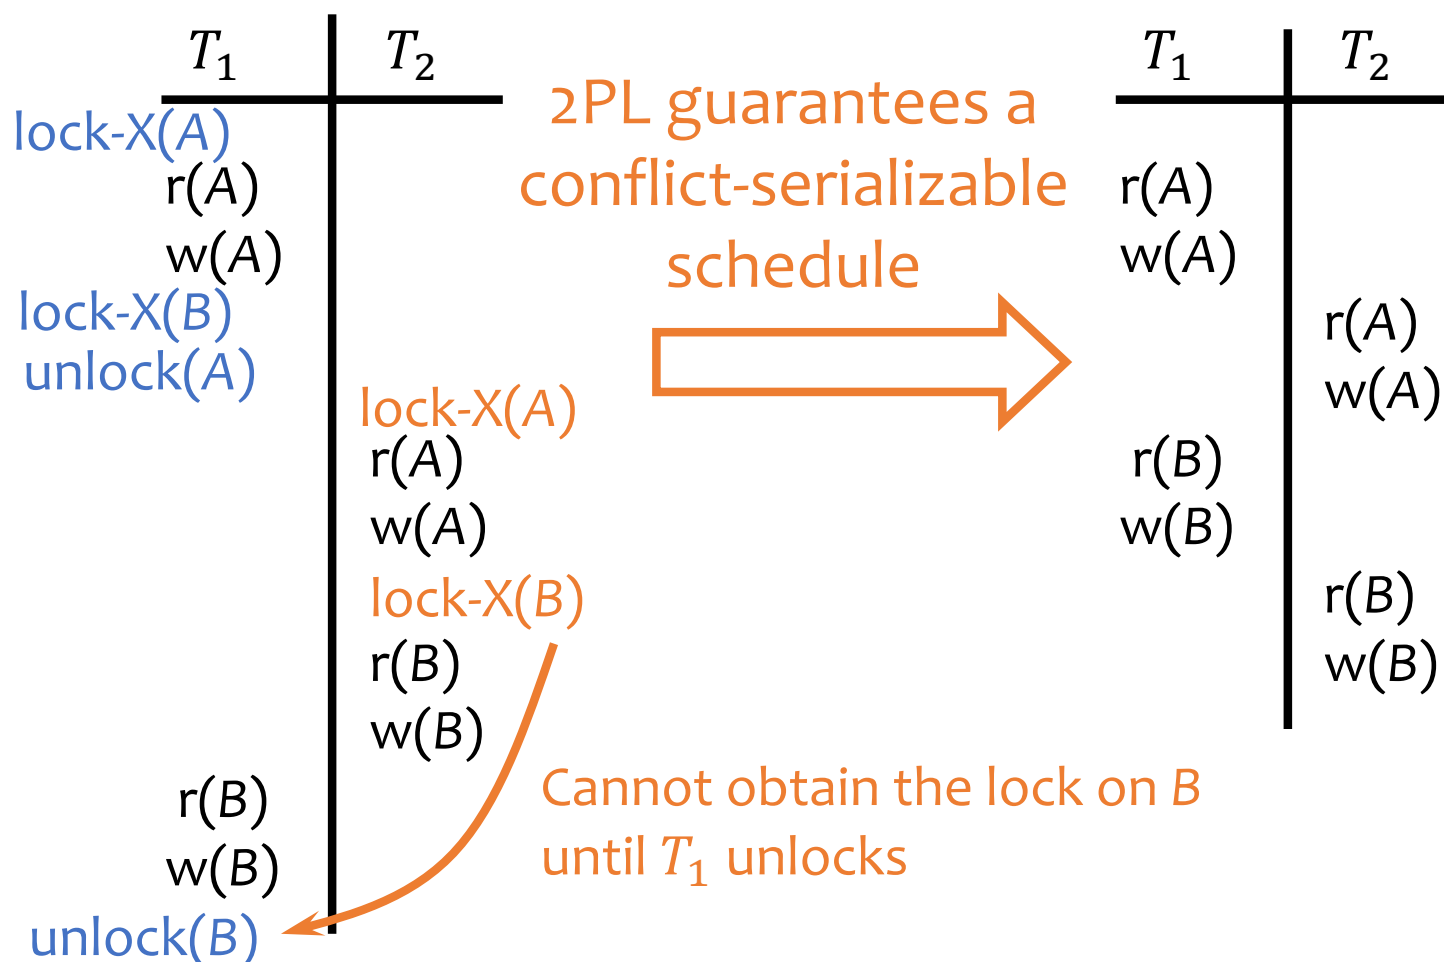 T₁ T₂
lock-X(A)
r(A)
w(A)
lock-X(B)
unlock(A)
lock-X(A)
r(A)
w(A)
lock-X(B)
r(B)
w(B)
r(B)
w(B)
unlock(B)
2PL guarantees a
conflict-serializable
schedule
Cannot obtain the lock on B
until T₁ unlocks
T₁ T₂
r(A)
w(A)
r(A)
w(A)
r(B)
w(B)
r(B)
w(B)